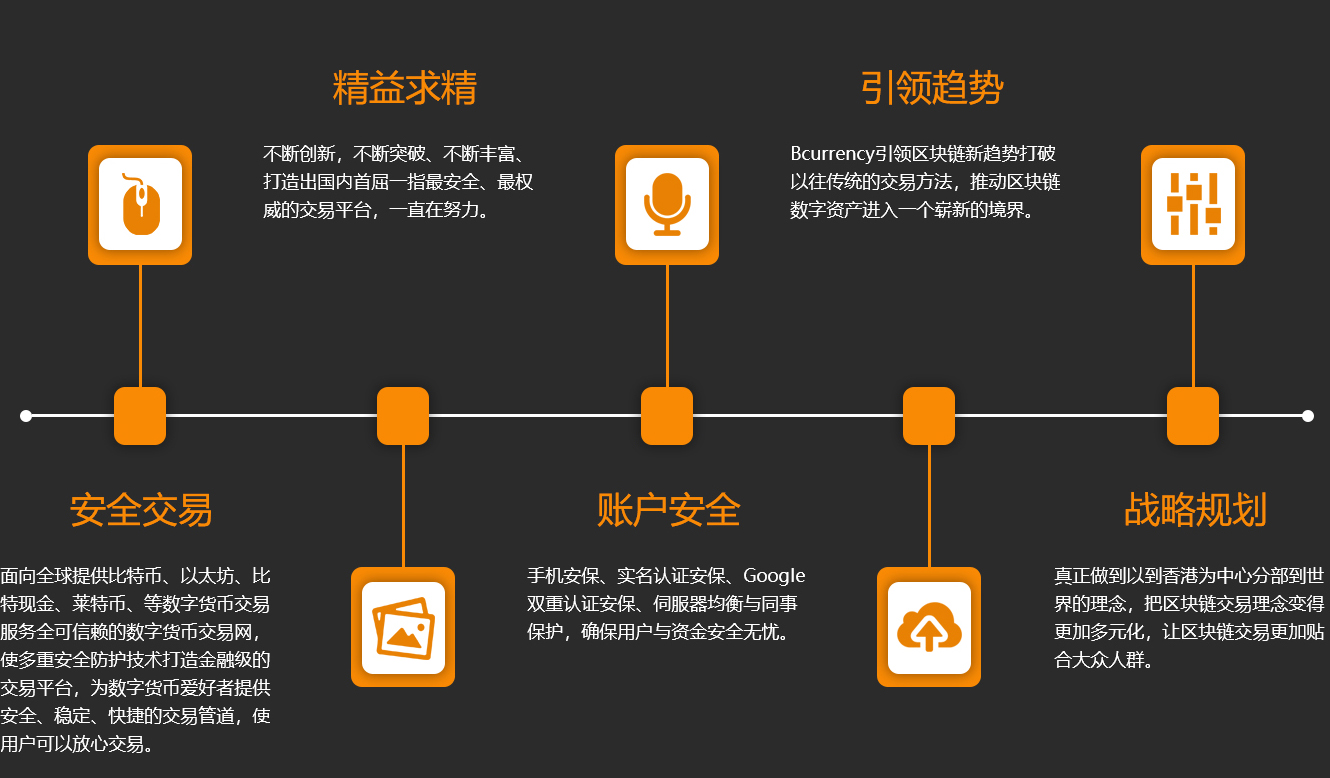 精益求精
不断创新，不断突破、不断丰富、
打造出国内首屈一指最安全、最权
威的交易平台，一直在努力。
引领趋势
Bcurrency引领区块链新趋势打破
以往传统的交易方法，推动区块链
数字资产进入一个崭新的境界。
安全交易
面向全球提供比特币、以太坊、比
特现金、莱特币、等数字货币交易
服务全可信赖的数字货币交易网，
使多重安全防护技术打造金融级的
交易平台，为数字货币爱好者提供
安全、稳定、快捷的交易管道，使
用户可以放心交易。
账户安全
手机安保、实名认证安保、Google
双重认证安保、伺服器均衡与同事
保护，确保用户与资金安全无忧。
战略规划
真正做到以到香港为中心分部到世
界的理念，把区块链交易理念变得
更加多元化，让区块链交易更加贴
合大众人群。